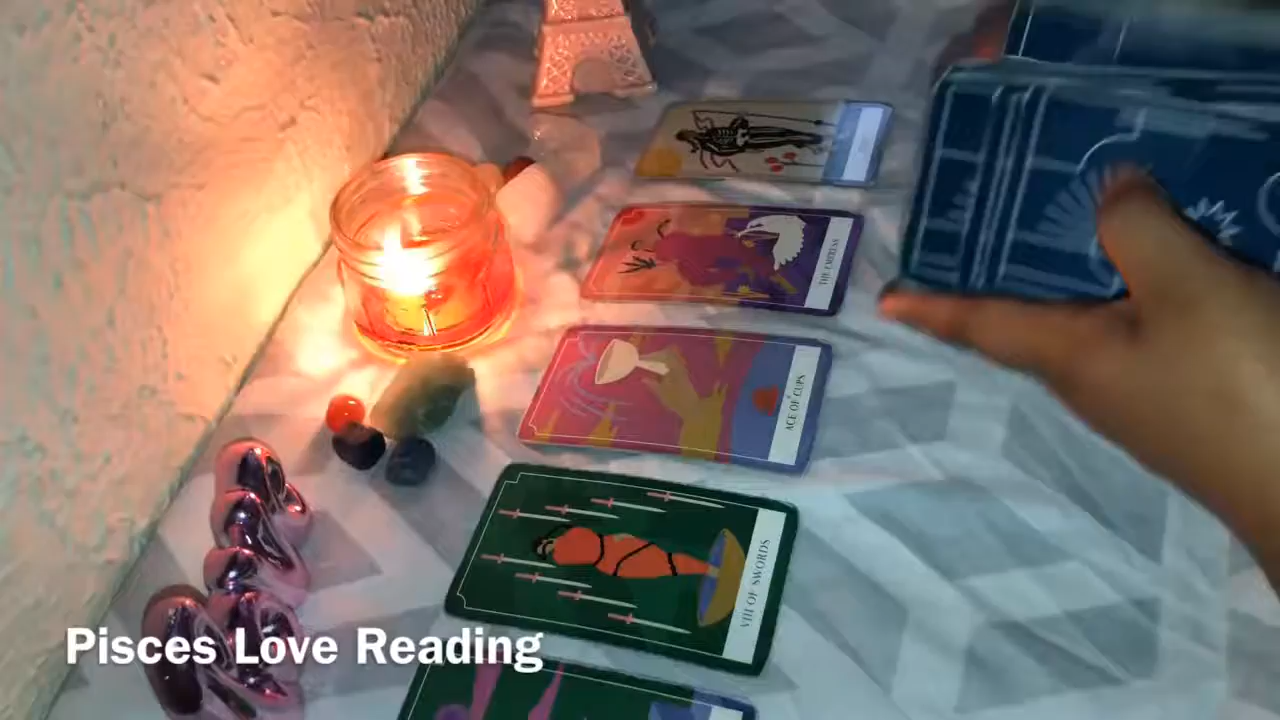 THE EMPRESS
ACE OF CUPS
VIII OF SWORDS
Pisces Love Reading